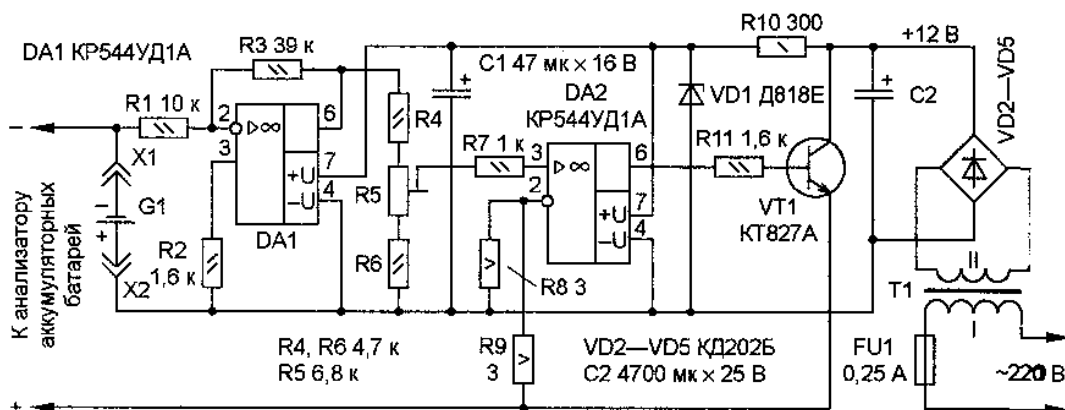 R10 300
+12 В
DA1 КР544УД1А
R3 39 к
C1 47 мк × 16 В
DA2
КР544УД1А
VD1 Д818Е
C2
VD2—VD5
R1 10 к
2
3
▷∞
6
7
4
+U
−U
DA1
R4
R5
R6
R7 1 к
3
2
▷∞
6
7
4
+U
−U
R11 1,6 к
VT1
КТ827А
X1
G1
X2
R2
1,6 к
R8 3
R9
3
II
T1
I
К анализатору
аккумуляторных
батарей
R4, R6 4,7 к
R5 6,8 к
VD2—VD5 КД202Б
C2 4700 мк × 25 В
FU1
0,25 А
~220 В